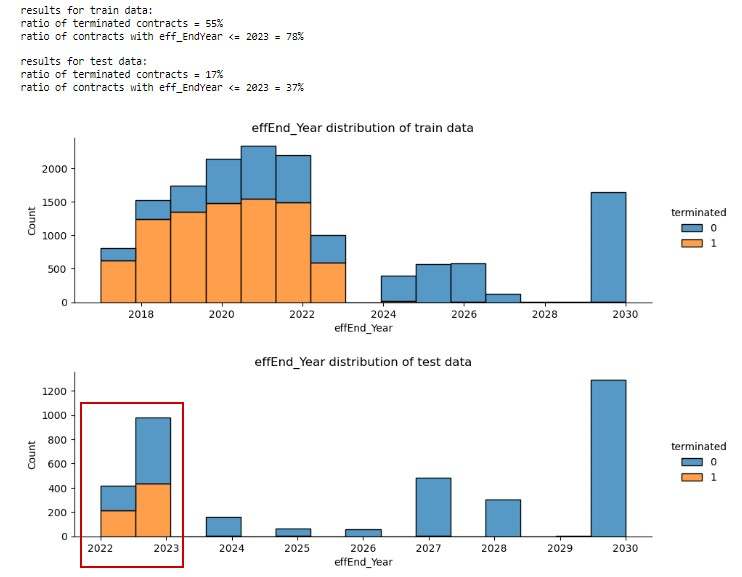 results for train data:
ratio of terminated contracts = 55%
ratio of contracts with eff_EndYear <= 2023 = 78%
results for test data:
ratio of terminated contracts = 17%
ratio of contracts with eff_EndYear <= 2023 = 37%
effEnd_Year distribution of train data
2000
1500
1000
500
0
Count
2018 2020 2022 2024 2026 2028 2030
effEnd_Year
terminated
0
1
effEnd_Year distribution of test data
1200
1000
800
600
400
200
0
Count
2022 2023 2024 2025 2026 2027 2028 2029 2030
effEnd_Year
terminated
0
1